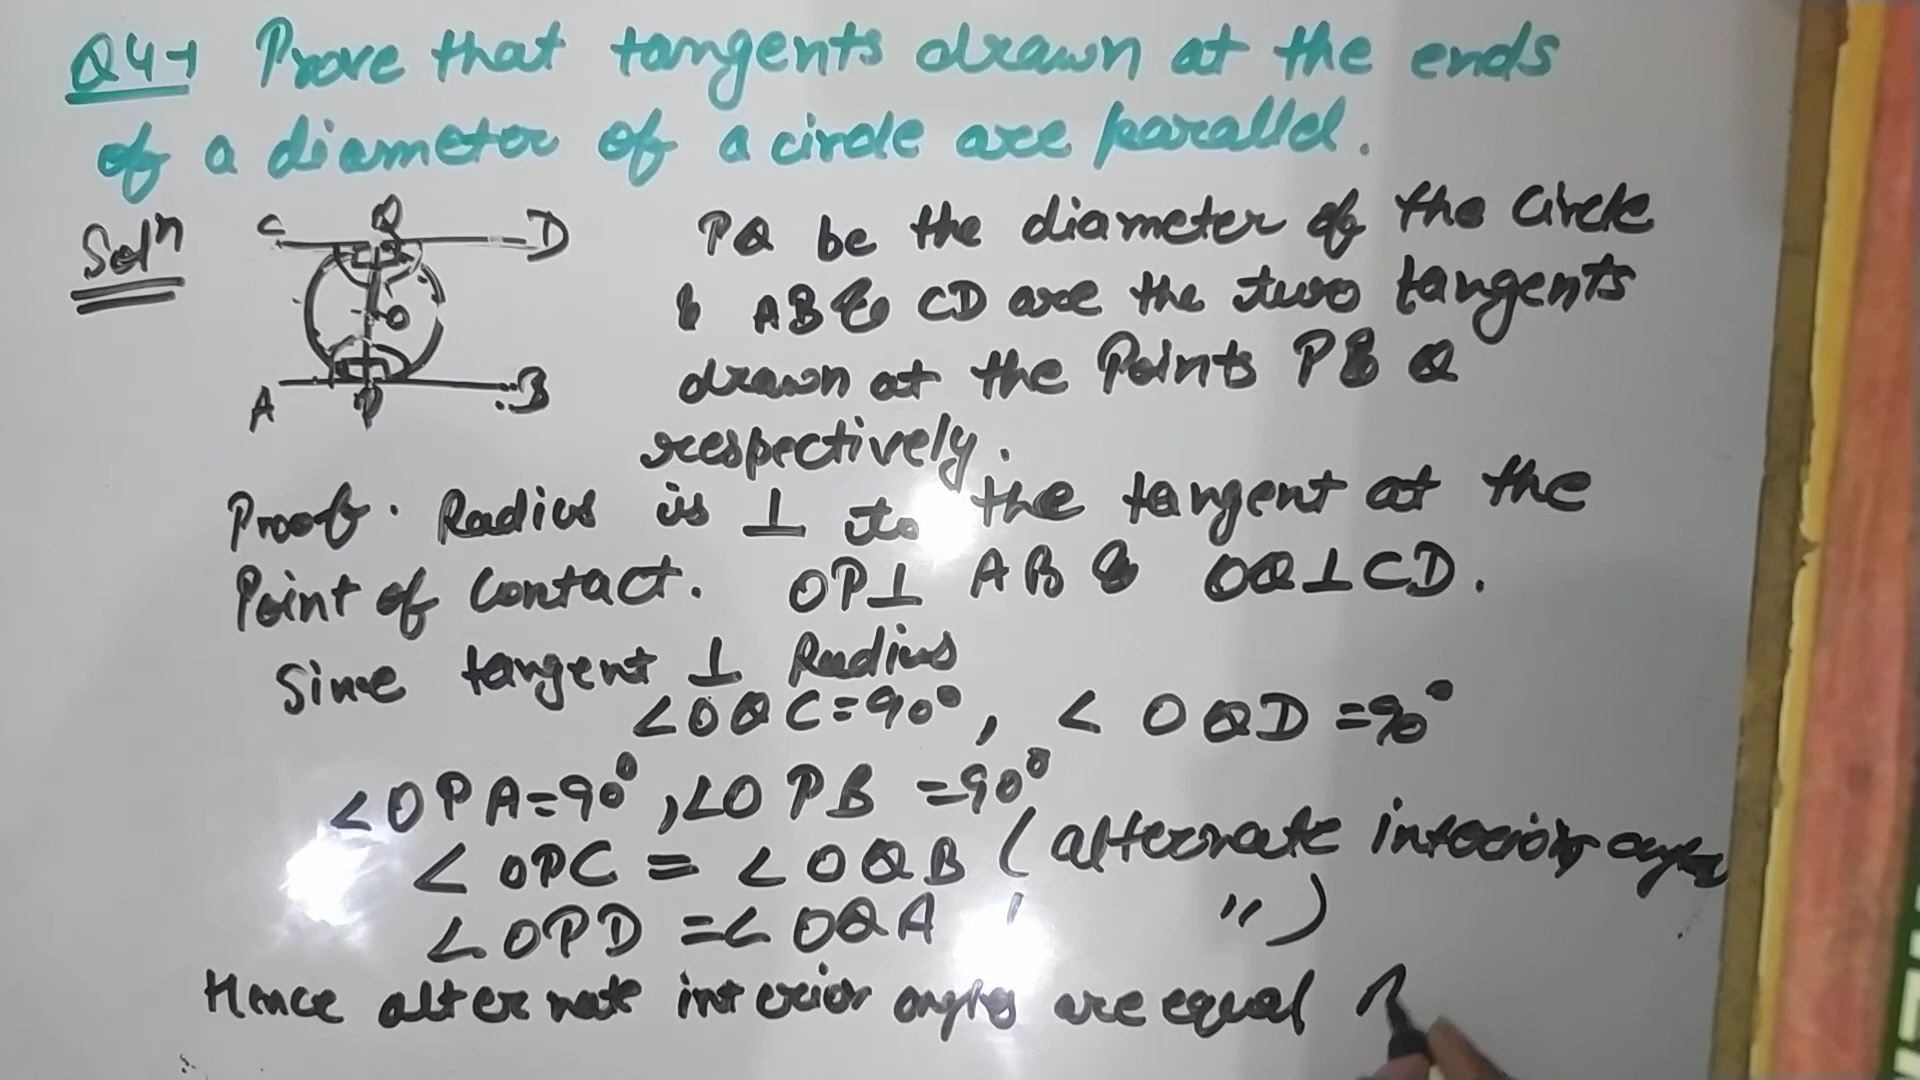 Q4→ Prove that tangents drawn at the ends
of a diameter of a circle are parallel.
Solⁿ
C Q D
O
A P B
PQ be the diameter of the Circle
& AB & CD are the two tangents
drawn at the Points P & Q
respectively.
Proof. Radius is ⊥ to the tangent at the
Point of Contact. OP⊥ AB & OQ⊥CD.
Since tangent ⊥ Radius
∠OQC=90°, ∠OQD=90°
∠OPA=90°, ∠OPB=90°
∠OPC = ∠OQB (alternate interior angles
∠OPD =∠OQA ( ")
Hence alternate interior angles are equal